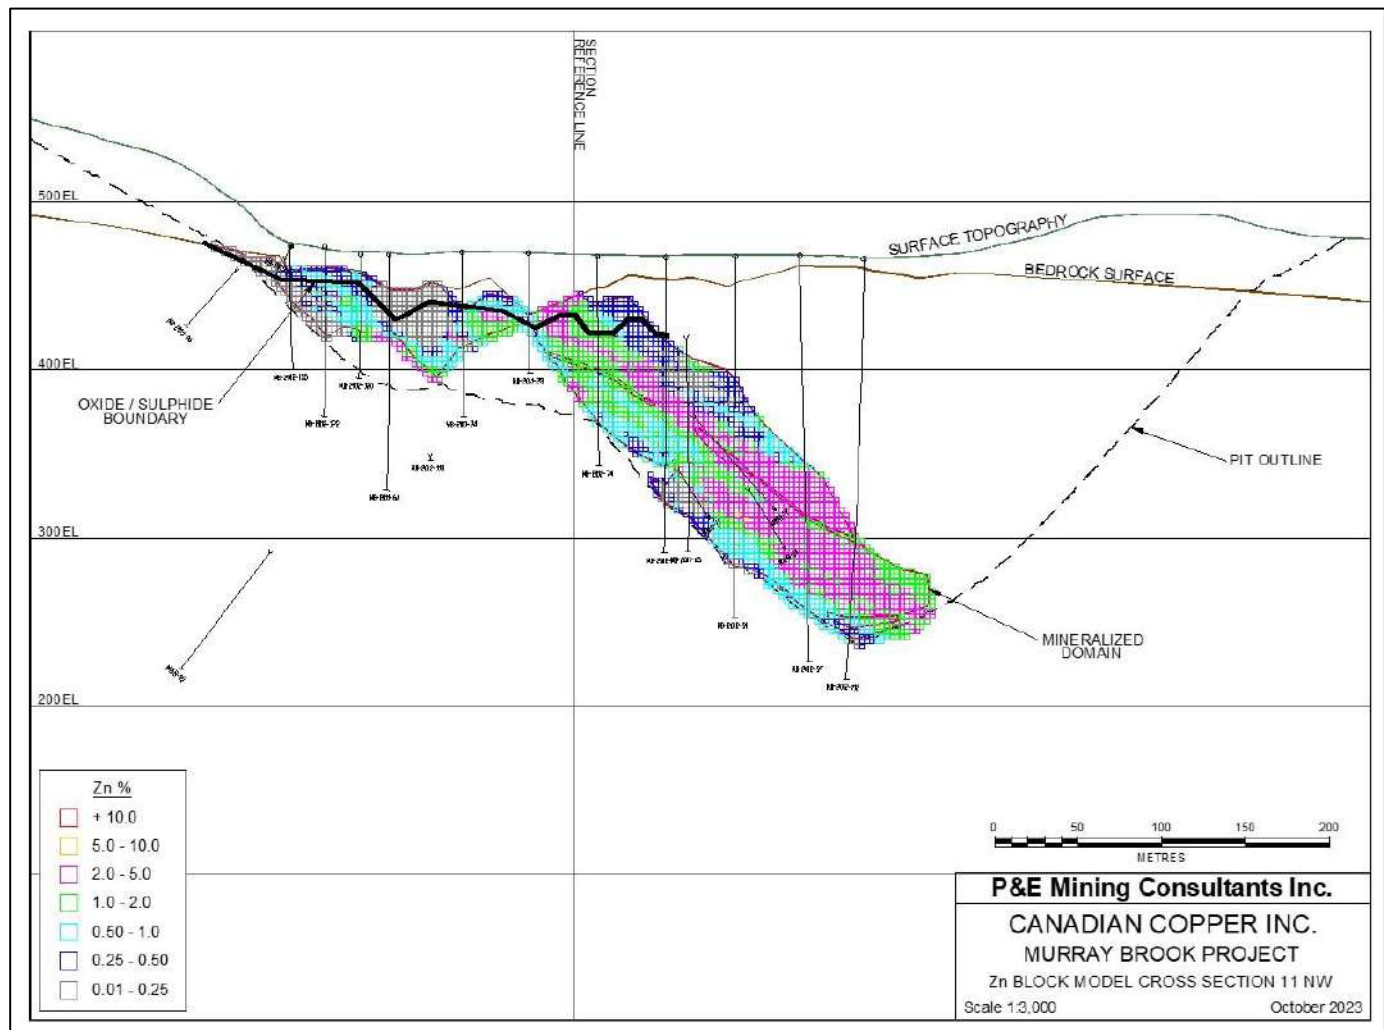 SECTION
REFERENCE LINE
500EL
SURFACE TOPOGRAPHY
BEDROCK SURFACE
400EL
OXIDE / SULPHIDE
BOUNDARY
PIT OUTLINE
300EL
MINERALIZED
DOMAIN
200EL
Zn %
+ 10.0
5.0 - 10.0
2.0 - 5.0
1.0 - 2.0
0.50 - 1.0
0.25 - 0.50
0.01 - 0.25
0 50 100 150 200
METRES
P&E Mining Consultants Inc.
CANADIAN COPPER INC.
MURRAY BROOK PROJECT
Zn BLOCK MODEL CROSS SECTION 11 NW
Scale 1:3,000 October 2023